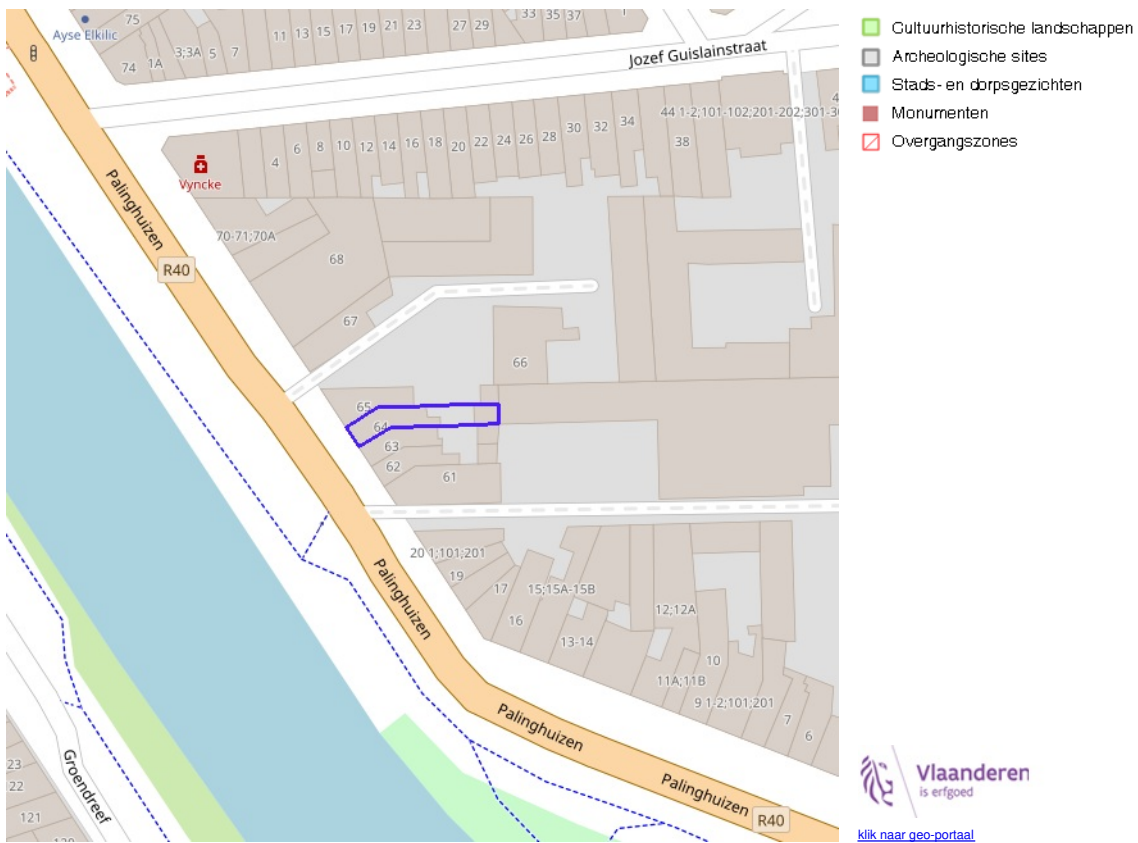 75
Ayse Elkilic
74
1A
3;3A
5
7
11
13
15
17
19
21
23
27
29
33
35
37
Jozef Guislainstraat
4
6
8
10
12
14
16
18
20
22
24
26
28
30
32
34
44 1-2;101-102;201-202;301-30
38
Vyncke
Palinghuizen
R40
70-71;70A
68
67
66
65
64
63
62
61
20 1;101;201
19
17
16
15;15A-15B
13-14
12;12A
11A;11B
10
9 1-2;101;201
7
6
Palinghuizen
Palinghuizen
Palinghuizen
R40
Groendreef
23
22
121
Cultuurhistorische landschappen
Archeologische sites
Stads- en dorpsgezichten
Monumenten
Overgangszones
Vlaanderen
is erfgoed
klik naar geo-portaal